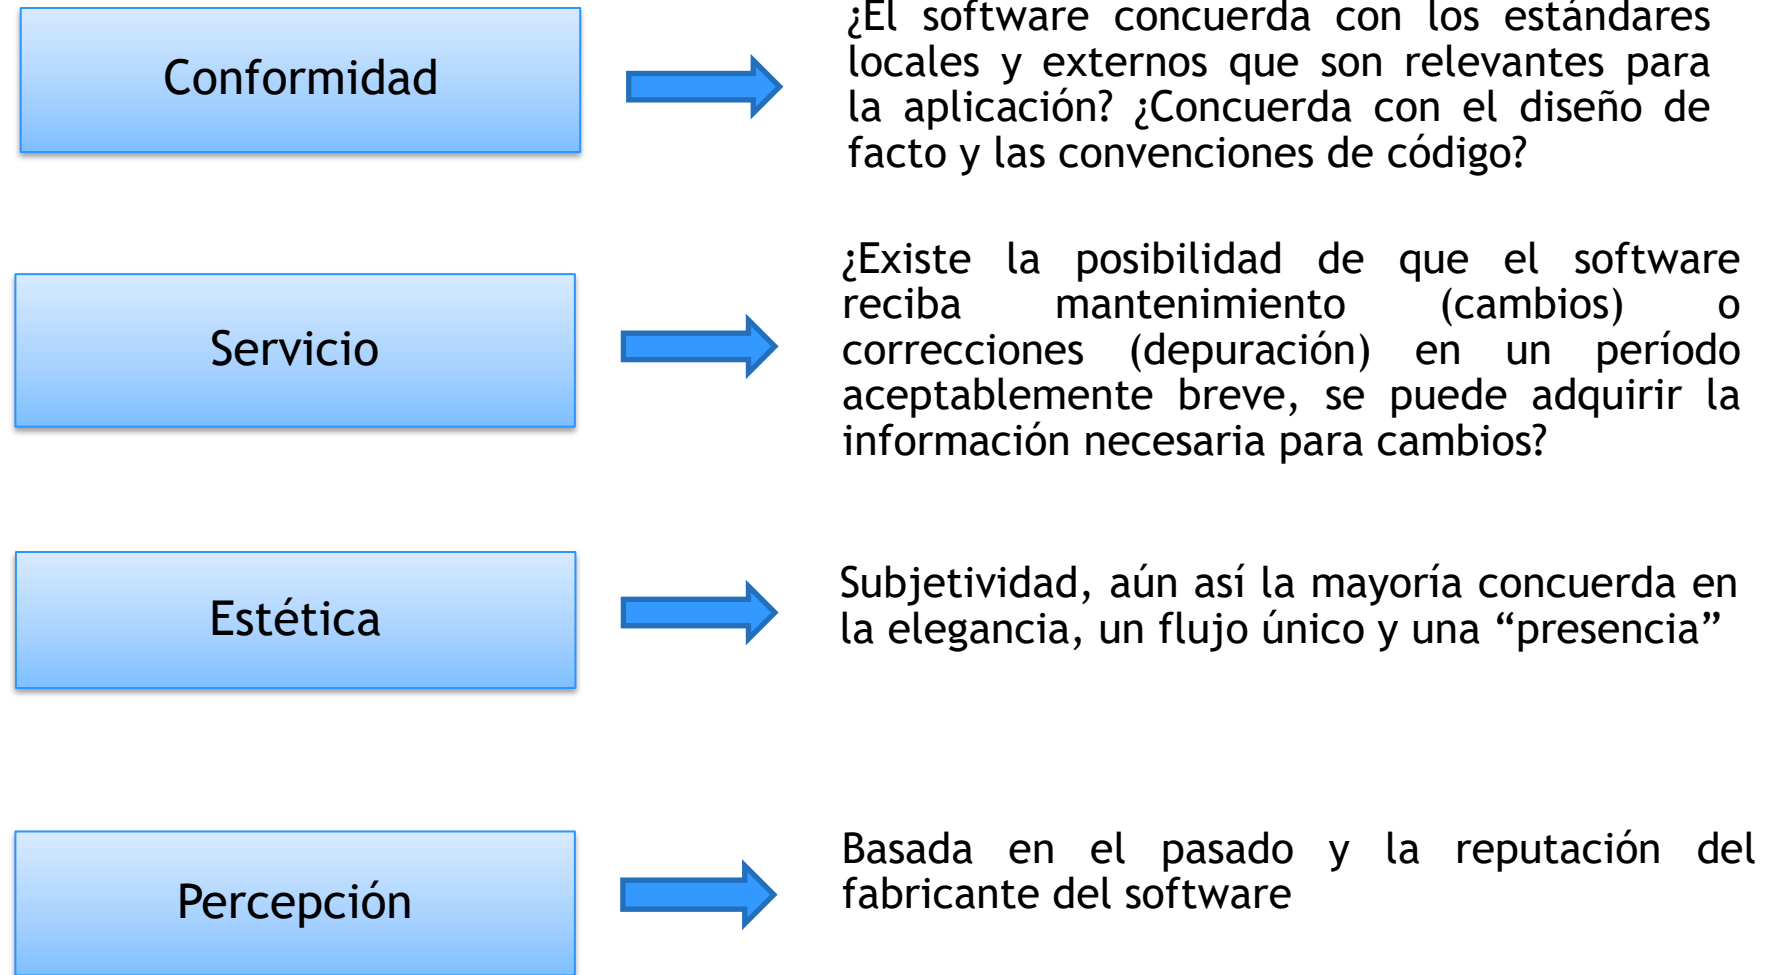 Conformidad
¿El software concuerda con los estándares
locales y externos que son relevantes para
la aplicación? ¿Concuerda con el diseño de
facto y las convenciones de código?
Servicio
¿Existe la posibilidad de que el software
reciba mantenimiento (cambios) o
correcciones (depuración) en un período
aceptablemente breve, se puede adquirir la
información necesaria para cambios?
Estética
Subjetividad, aún así la mayoría concuerda en
la elegancia, un flujo único y una “presencia”
Percepción
Basada en el pasado y la reputación del
fabricante del software